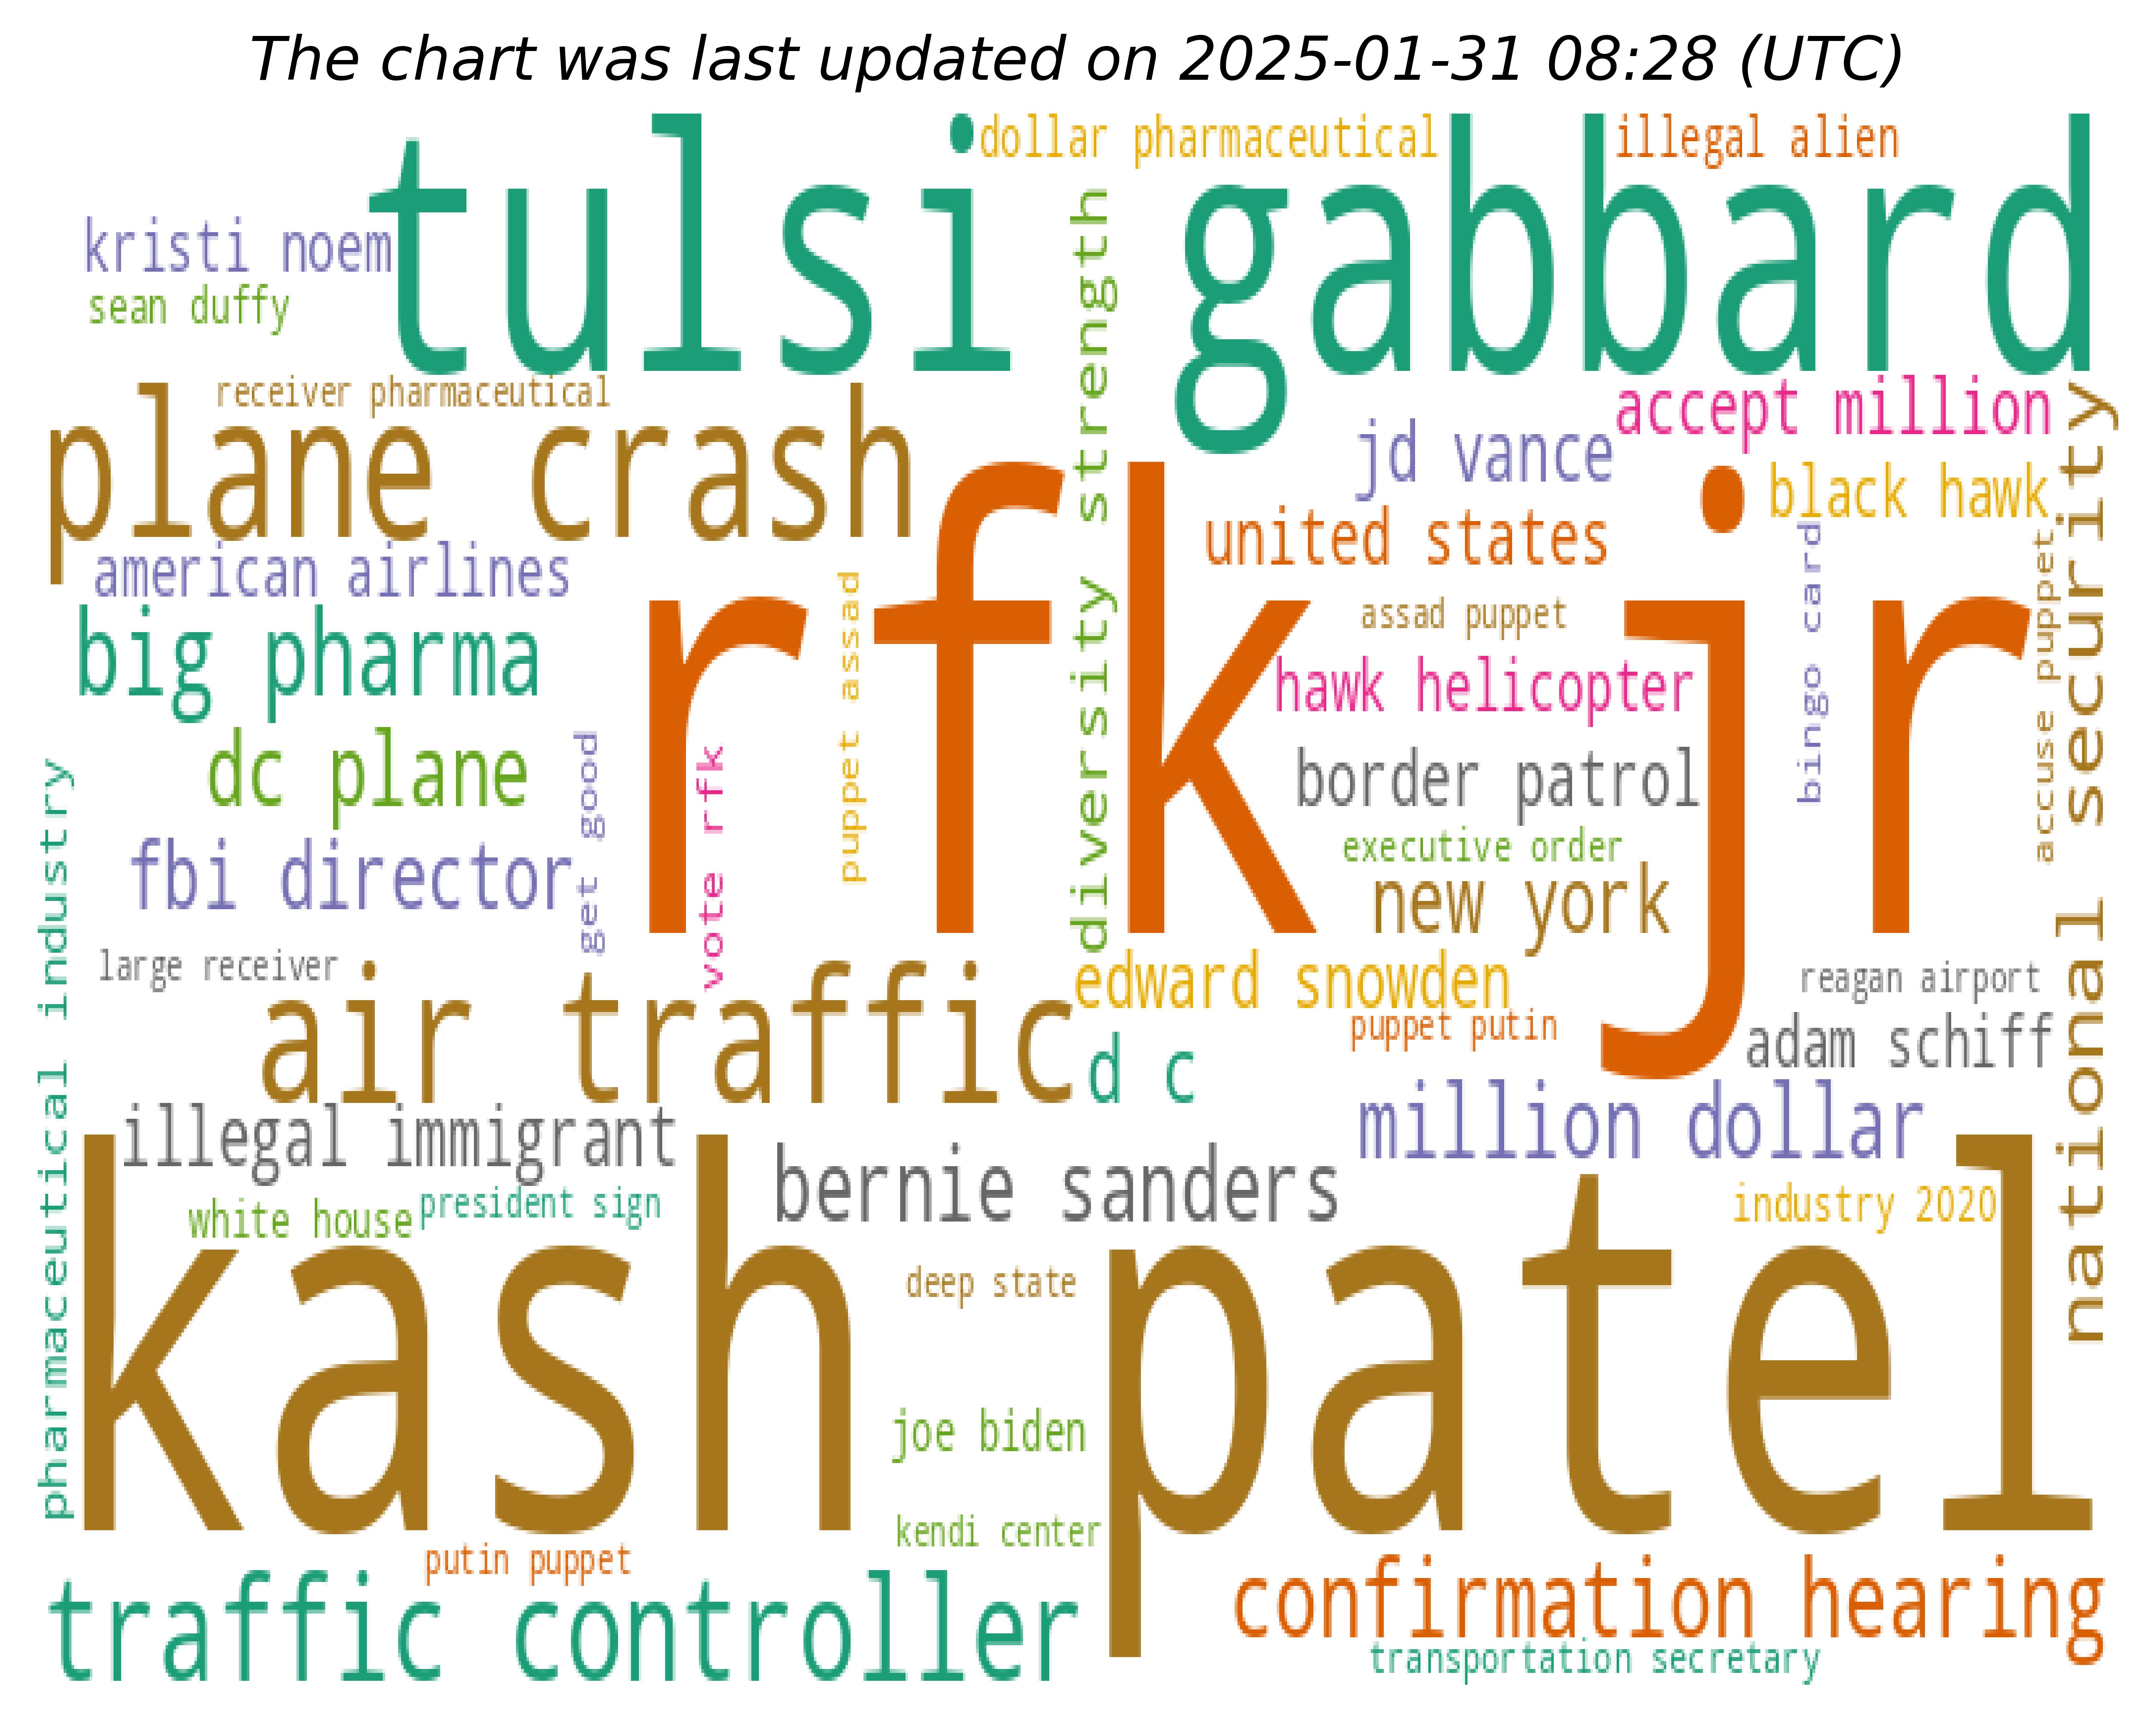 The chart was last updated on 2025-01-31 08:28 (UTC)
tulsi gabbard
dollar pharmaceutical
illegal alien
kristi noem
sean duffy
diversity strength
receiver pharmaceutical
plane crash
accept million
jd vance
black hawk
national security
united states
american airlines
rfk jr
big pharma
puppet assad
assad puppet
bingo card
accuse puppet
hawk helicopter
dc plane
get good
vote rfk
border patrol
pharmaceutical industry
fbi director
executive order
new york
large receiver
air traffic
edward snowden
reagan airport
puppet putin
adam schiff
d c
million dollar
illegal immigrant
bernie sanders
white house
president sign
industry 2020
kash patel
deep state
joe biden
kendi center
putin puppet
traffic controller
confirmation hearing
transportation secretary